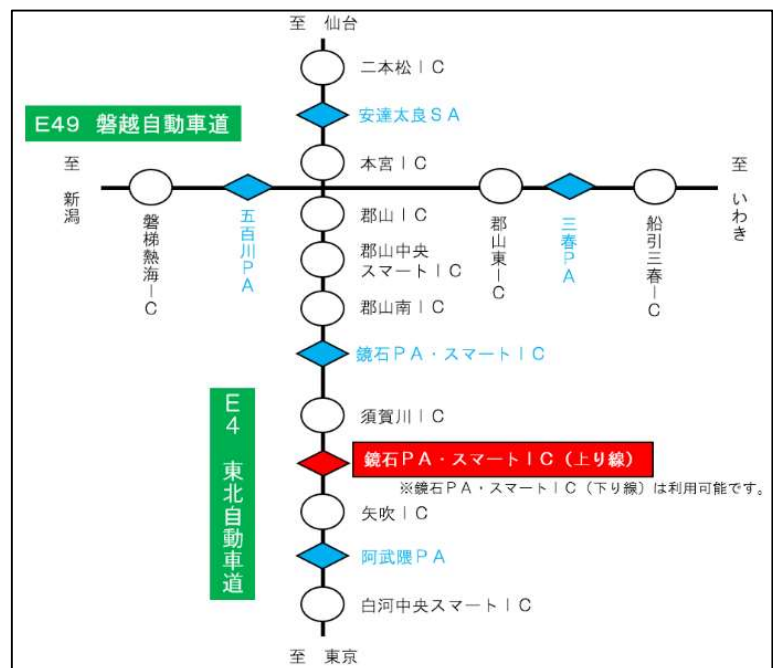 至 仙台
二本松IC
安達太良SA
E49 磐越自動車道
本宮IC
至 新潟
磐梯熱海IC
五百川PA
郡山東IC
三春PA
船引三春IC
至 いわき
郡山IC
郡山中央
スマートIC
郡山南IC
鏡石PA・スマートIC
須賀川IC
E4 東北自動車道
鏡石PA・スマートIC(上り線)
※鏡石PA・スマートIC(下り線)は利用可能です。
矢吹IC
阿武隈PA
白河中央スマートIC
至 東京